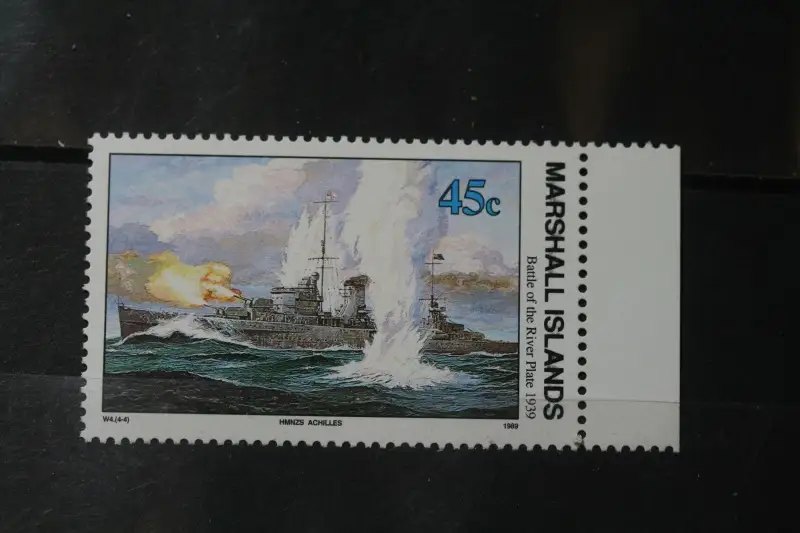 45c
MARSHALL ISLANDS
Battle of the River Plate 1939
W4.(4-4)
HMNZS ACHILLES
1989